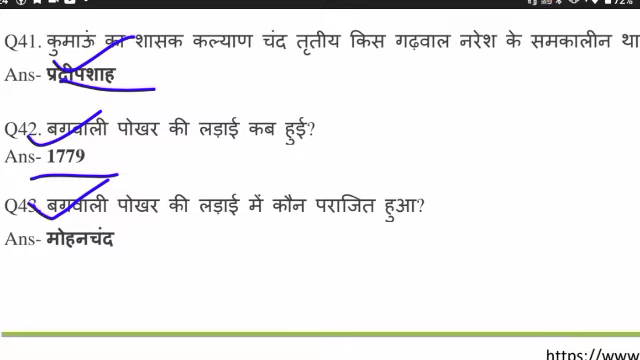 72%
Q41. कुमाऊं का शासक कल्याण चंद तृतीय किस गढ़वाल नरेश के समकालीन था
Ans- प्रदीपशाह
Q42. बगवाली पोखर की लड़ाई कब हुई?
Ans- 1779
Q43. बगवाली पोखर की लड़ाई में कौन पराजित हुआ?
Ans- मोहनचंद
https://www